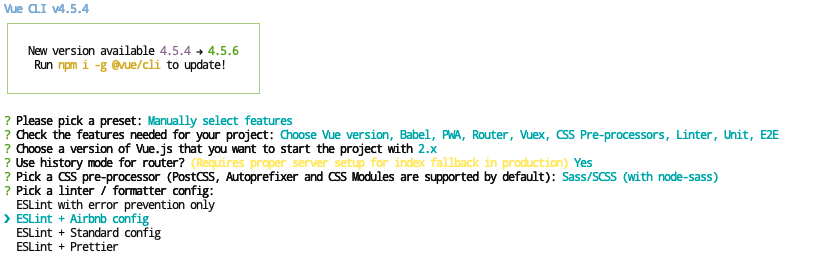 Vue CLI v4.5.4
New version available 4.5.4 → 4.5.6
Run npm i -g @vue/cli to update!
? Please pick a preset: Manually select features
? Check the features needed for your project: Choose Vue version, Babel, PWA, Router, Vuex, CSS Pre-processors, Linter, Unit, E2E
? Choose a version of Vue.js that you want to start the project with 2.x
? Use history mode for router? (Requires proper server setup for index fallback in production) Yes
? Pick a CSS pre-processor (PostCSS, Autoprefixer and CSS Modules are supported by default): Sass/SCSS (with node-sass)
? Pick a linter / formatter config:
ESLint with error prevention only
❯ ESLint + Airbnb config
ESLint + Standard config
ESLint + Prettier